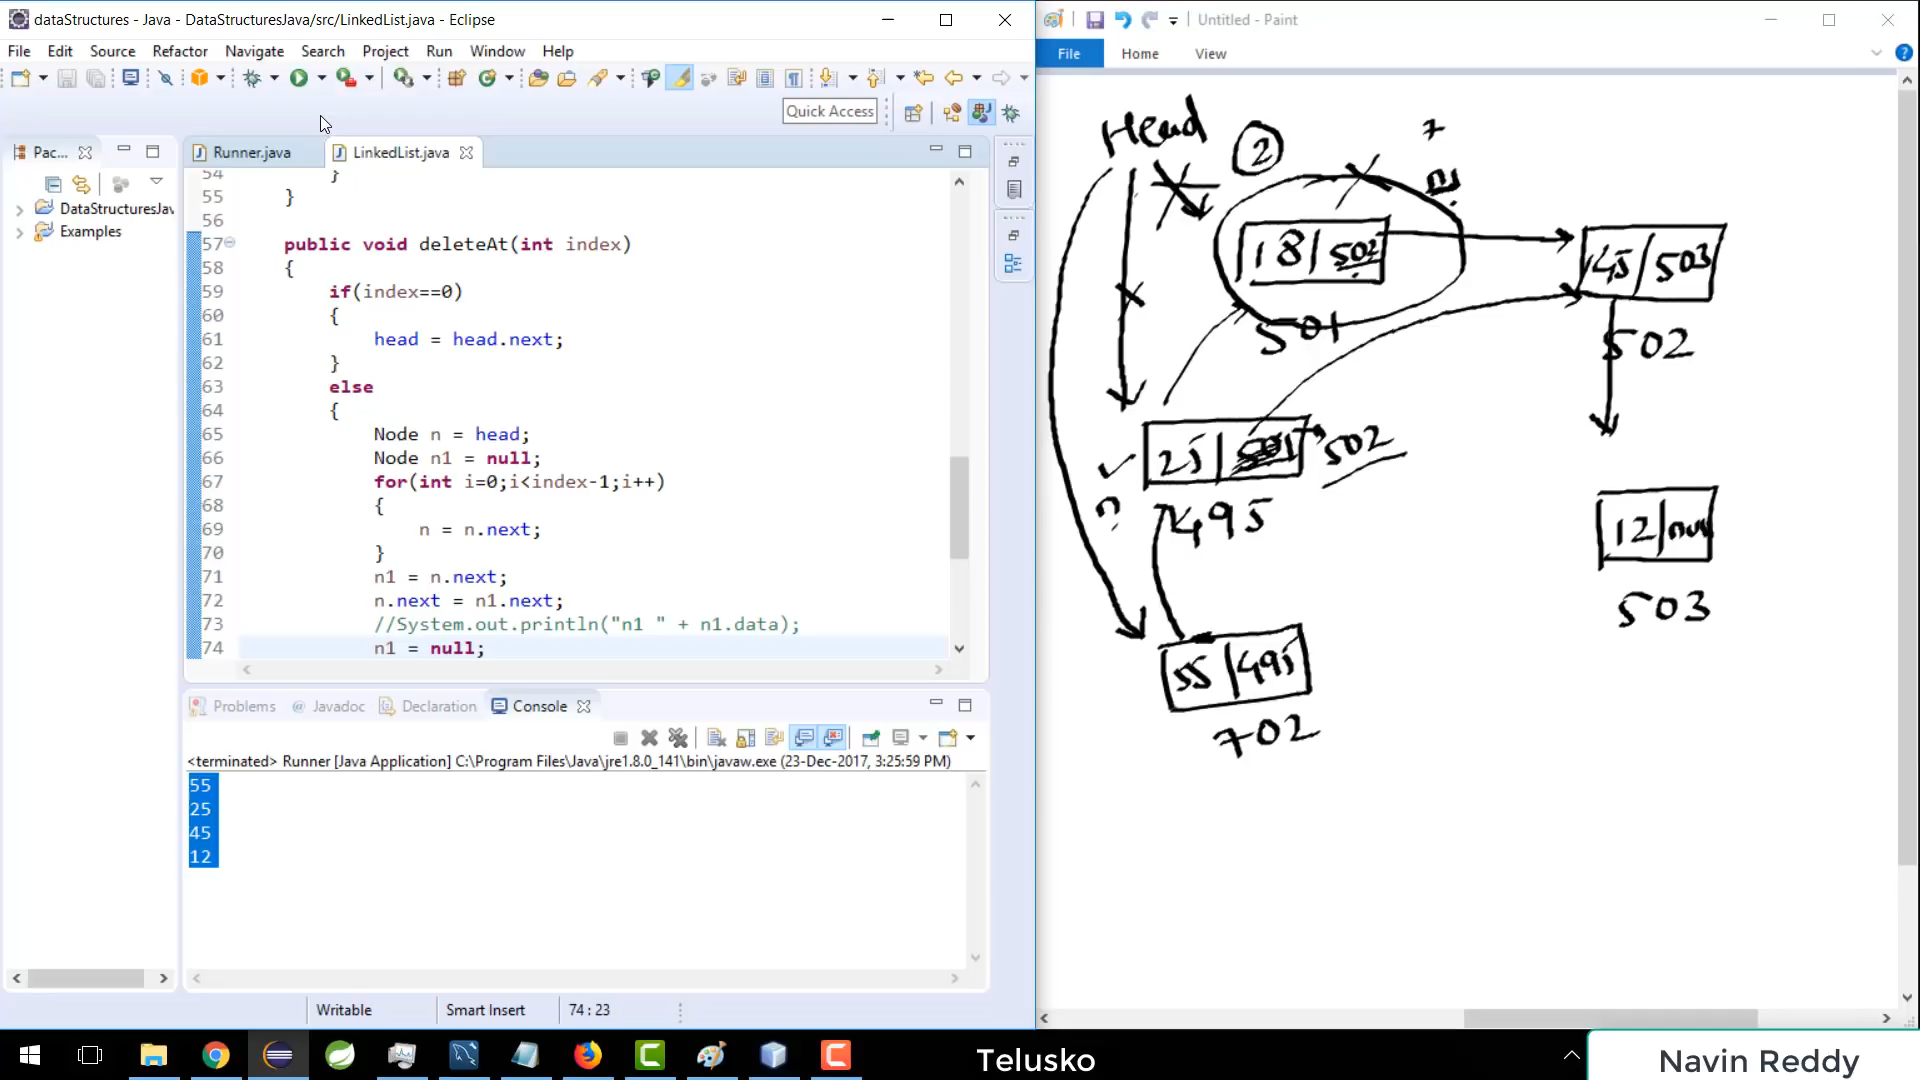 dataStructures - Java - DataStructuresJava/src/LinkedList.java - Eclipse
File Edit Source Refactor Navigate Search Project Run Window Help
Quick Access
Pac...
DataStructuresJav
Examples
Runner.java
LinkedList.java
54 }
55 }
56
57 public void deleteAt(int index)
58 {
59 if(index==0)
60 {
61 head = head.next;
62 }
63 else
64 {
65 Node n = head;
66 Node n1 = null;
67 for(int i=0;i<index-1;i++)
68 {
69 n = n.next;
70 }
71 n1 = n.next;
72 n.next = n1.next;
73 //System.out.println("n1 " + n1.data);
74 n1 = null;
Problems @ Javadoc Declaration Console
<terminated> Runner [Java Application] C:\Program Files\Java\jre1.8.0_141\bin\javaw.exe (23-Dec-2017, 3:25:59 PM)
55
25
45
12
Writable Smart Insert 74 : 23
Untitled - Paint
File Home View
Head
2
18 502
501
45 503
502
25 502
n
495
12
503
55 495
702
Telusko
Navin Reddy